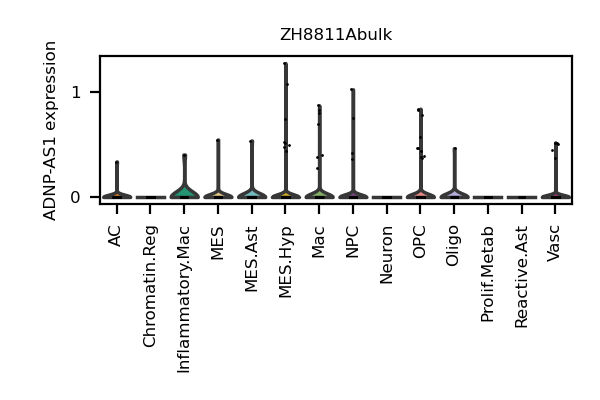 ZH8811Abulk
ADNP-AS1 expression
1
0
AC
Chromatin.Reg
Inflammatory.Mac
MES
MES.Ast
MES.Hyp
Mac
NPC
Neuron
OPC
Oligo
Prolif.Metab
Reactive.Ast
Vasc